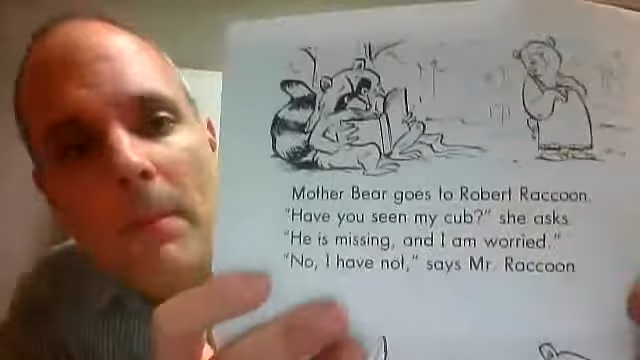 Mother Bear goes to Robert Raccoon.
"Have you seen my cub?" she asks.
"He is missing, and I am worried."
"No, I have not," says Mr. Raccoon